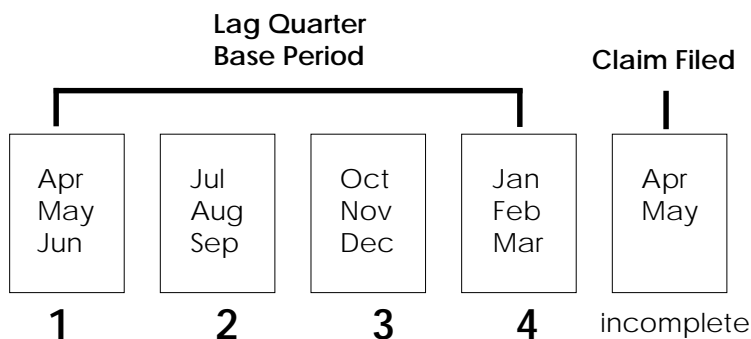 Lag Quarter
Base Period
Claim Filed
Apr
May
Jun
Jul
Aug
Sep
Oct
Nov
Dec
Jan
Feb
Mar
Apr
May
1
2
3
4
incomplete